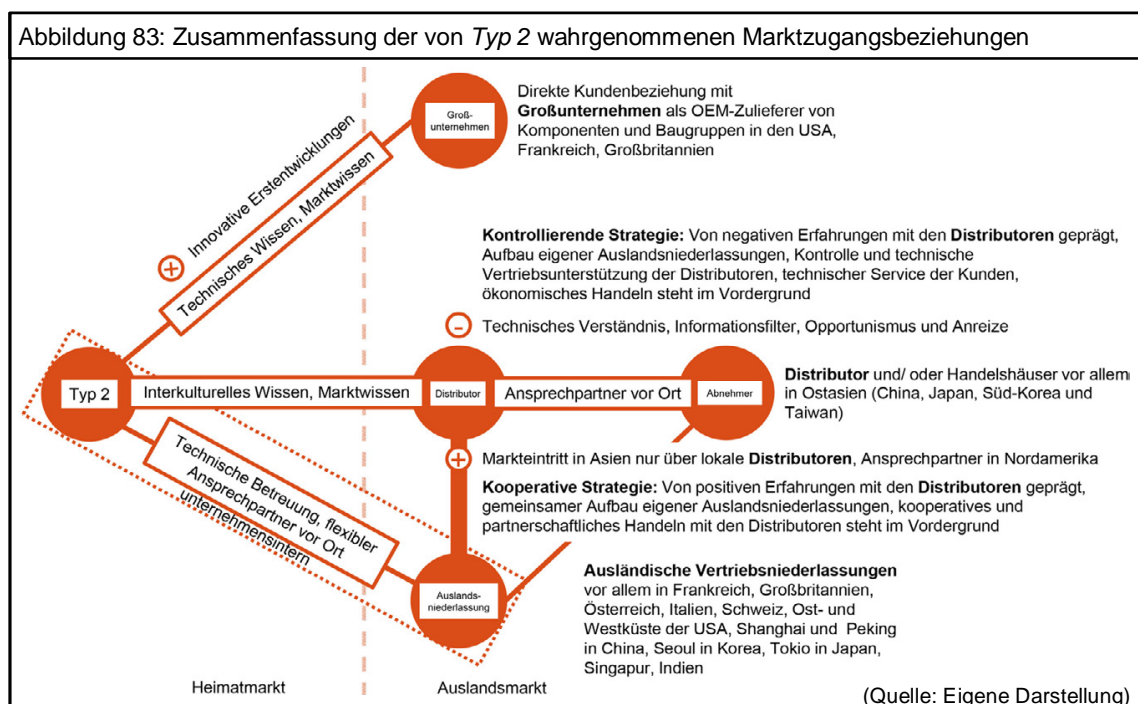 Abbildung 83: Zusammenfassung der von Typ 2 wahrgenommenen Marktzugangsbeziehungen
Groß-
unternehmen
Direkte Kundenbeziehung mit
Großunternehmen als OEM-Zulieferer von
Komponenten und Baugruppen in den USA,
Frankreich, Großbritannien
+ Innovative Erstentwicklungen
Technisches Wissen, Marktwissen
Kontrollierende Strategie: Von negativen Erfahrungen mit den Distributoren geprägt,
Aufbau eigener Auslandsniederlassungen, Kontrolle und technische
Vertriebsunterstützung der Distributoren, technischer Service der Kunden,
ökonomisches Handeln steht im Vordergrund
- Technisches Verständnis, Informationsfilter, Opportunismus und Anreize
Typ 2
Interkulturelles Wissen, Marktwissen
Distributor
Ansprechpartner vor Ort
Abnehmer
Distributor und/ oder Handelshäuser vor allem
in Ostasien (China, Japan, Süd-Korea und
Taiwan)
+ Markteintritt in Asien nur über lokale Distributoren, Ansprechpartner in Nordamerika
Kooperative Strategie: Von positiven Erfahrungen mit den Distributoren geprägt,
gemeinsamer Aufbau eigener Auslandsniederlassungen, kooperatives und
partnerschaftliches Handeln mit den Distributoren steht im Vordergrund
Technische Betreuung, flexibler
Ansprechpartner vor Ort
unternehmensintern
Auslands-
niederlassung
Ausländische Vertriebsniederlassungen
vor allem in Frankreich, Großbritannien,
Österreich, Italien, Schweiz, Ost- und
Westküste der USA, Shanghai und Peking
in China, Seoul in Korea, Tokio in Japan,
Singapur, Indien
Heimatmarkt
Auslandsmarkt
(Quelle: Eigene Darstellung)